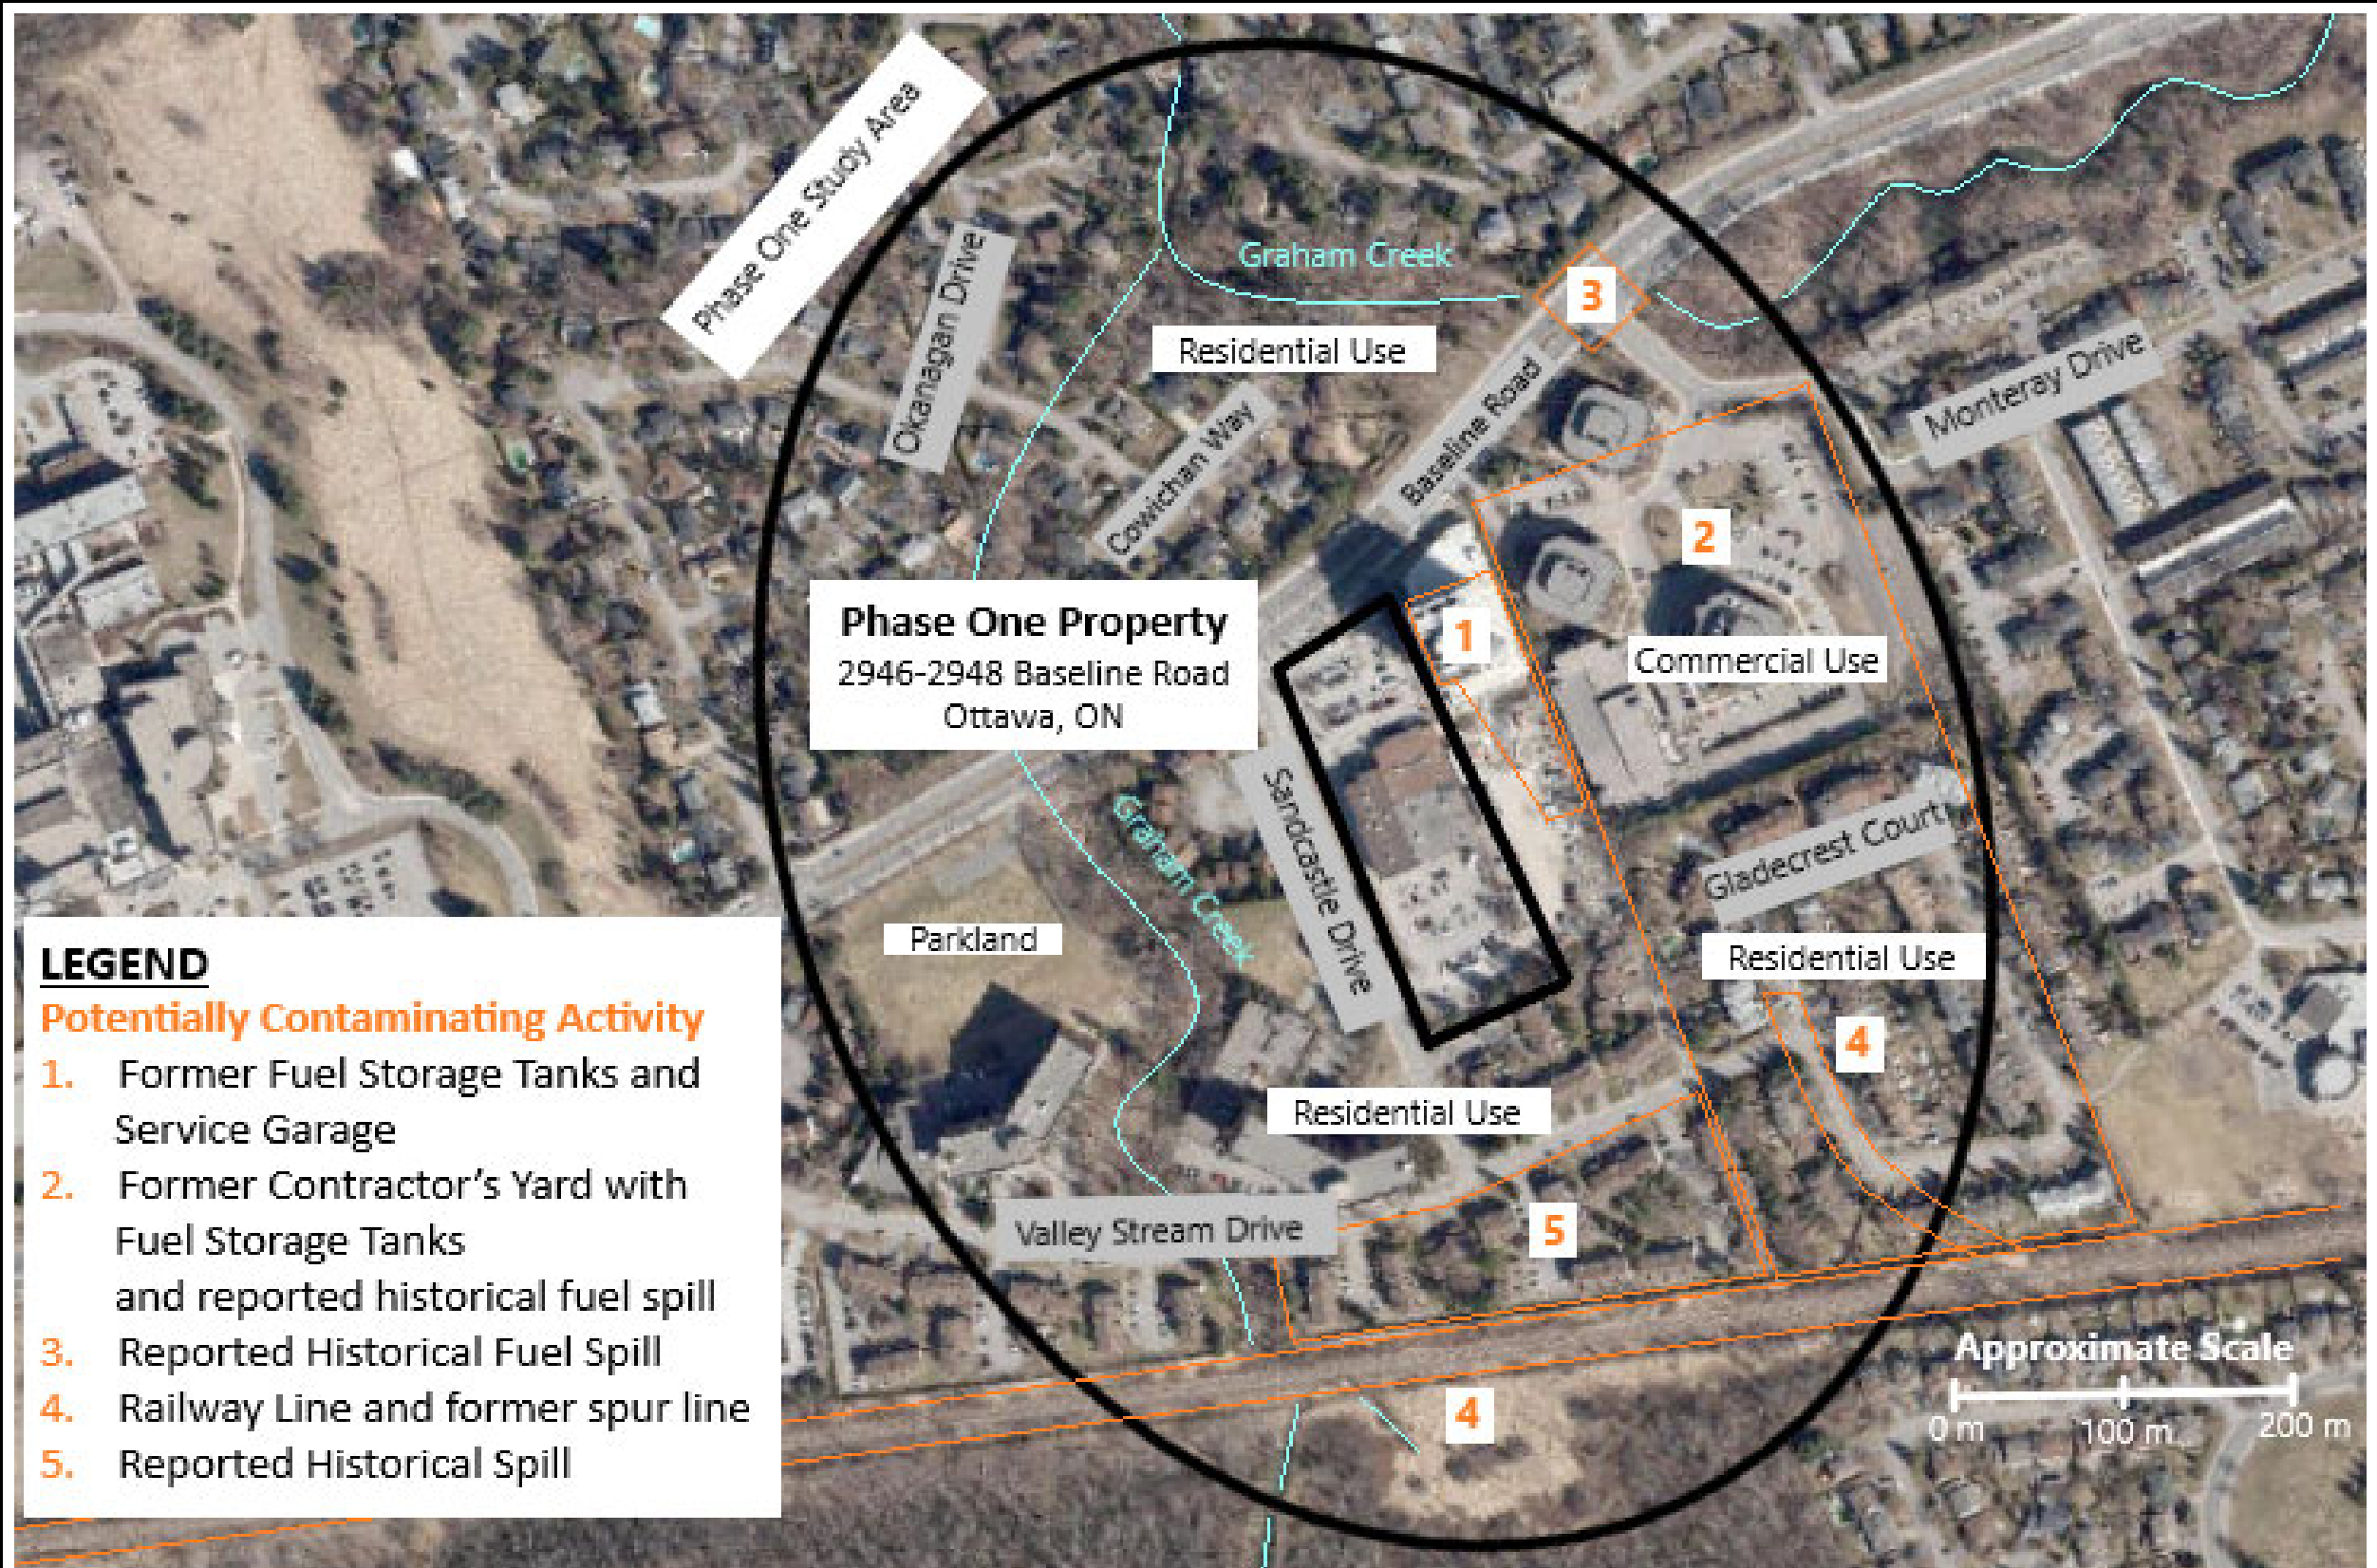 Phase One Study Area
Okanagan Drive
Graham Creek
3
Residential Use
Baseline Road
Cowichan Way
Monteray Drive
2
1
Phase One Property
2946-2948 Baseline Road
Ottawa, ON
Commercial Use
Sandcastle Drive
Graham Creek
Gladecrest Court
Parkland
Residential Use
4
Residential Use
Valley Stream Drive
5
4
LEGEND
Potentially Contaminating Activity
1. Former Fuel Storage Tanks and
Service Garage
2. Former Contractor’s Yard with
Fuel Storage Tanks
and reported historical fuel spill
3. Reported Historical Fuel Spill
4. Railway Line and former spur line
5. Reported Historical Spill
Approximate Scale
0 m 100 m 200 m